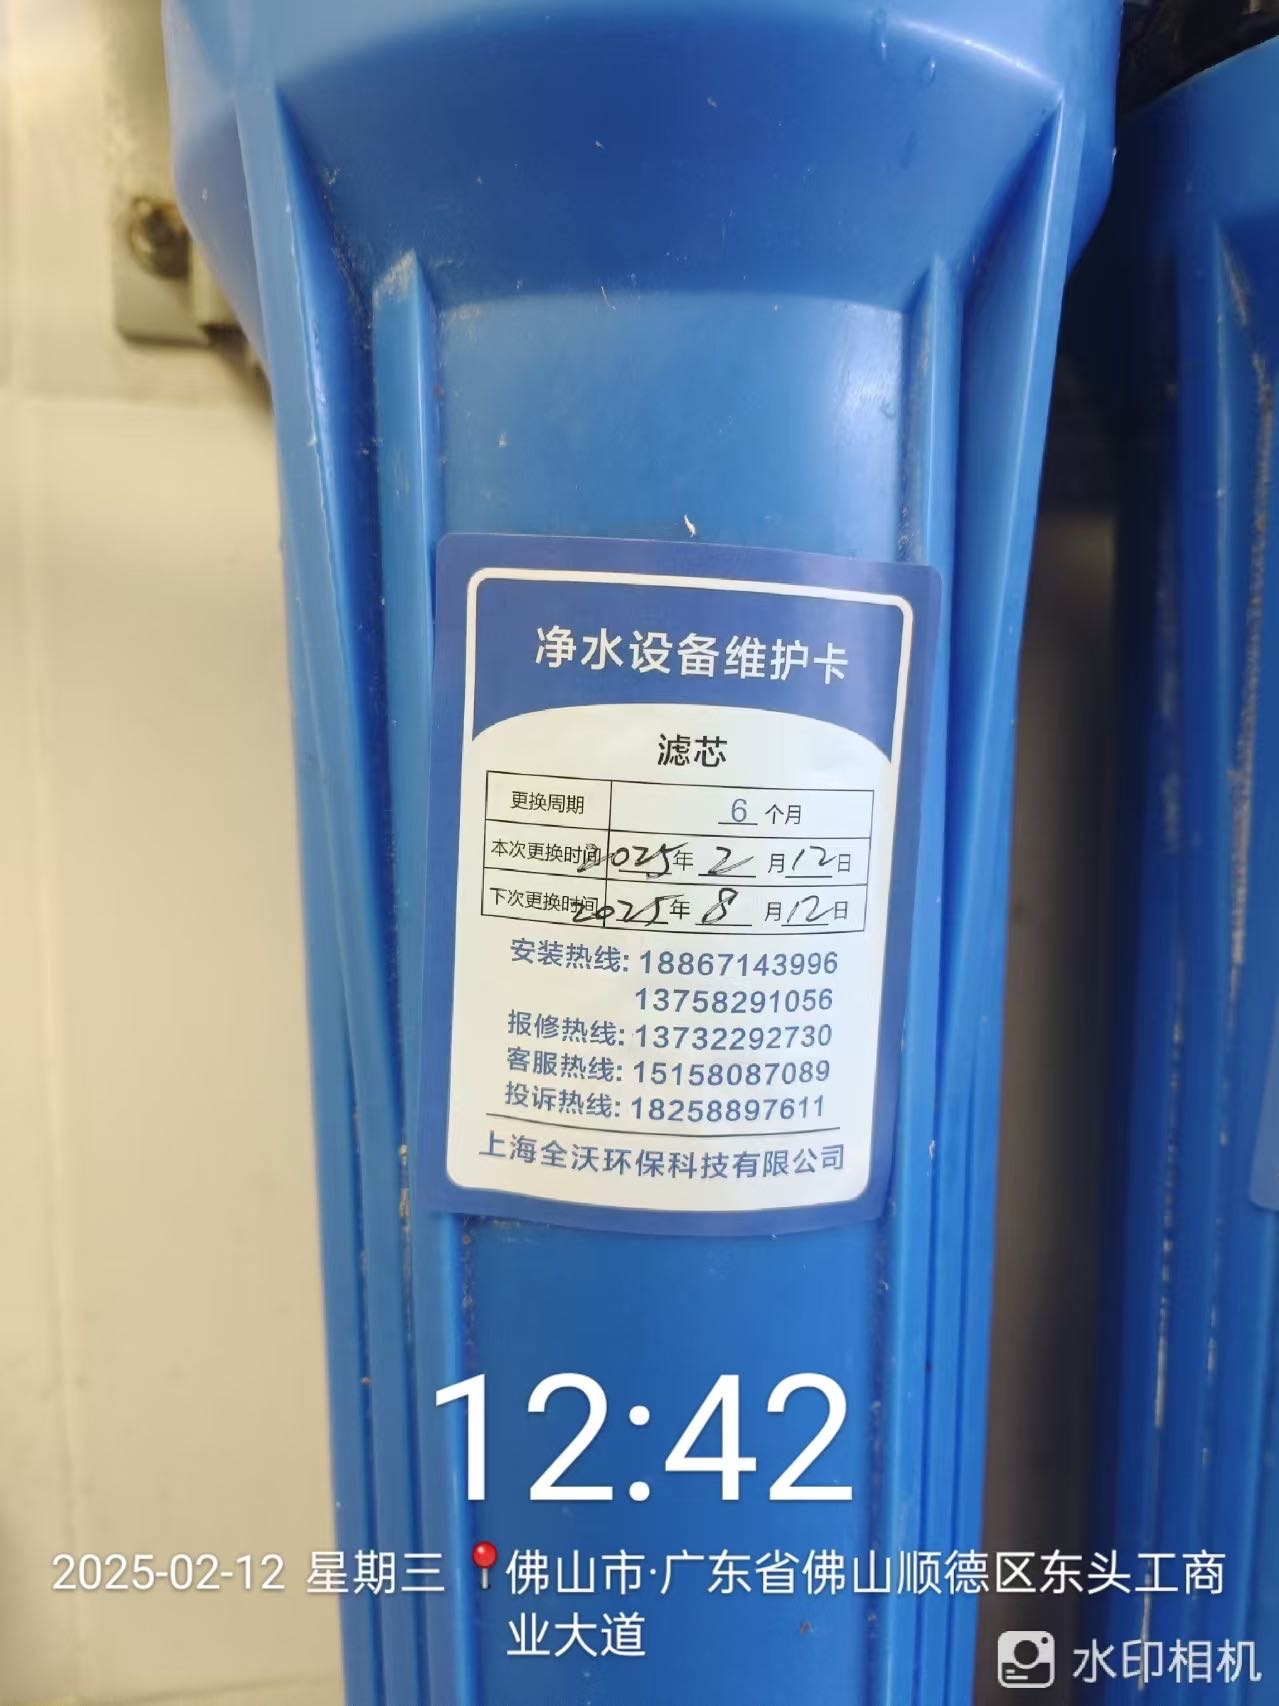 净水设备维护卡
滤芯
更换周期 6 个月
本次更换时间 2025年 2 月 12 日
下次更换时间 2025年 8 月 12 日
安装热线: 18867143996
13758291056
报修热线: 13732292730
客服热线: 15158087089
投诉热线: 18258897611
上海全沃环保科技有限公司
12:42
2025-02-12 星期三 佛山市·广东省佛山顺德区东头工商
业大道
水印相机